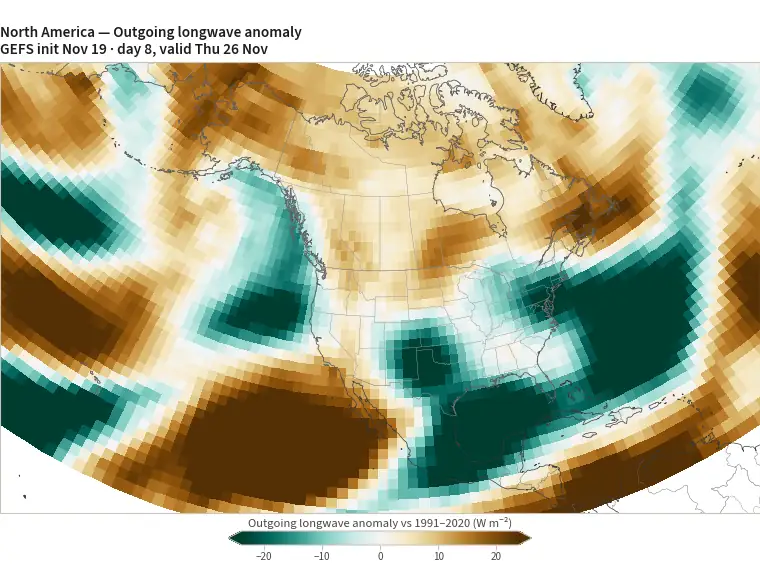 North America — Outgoing longwave anomaly
GEFS init Nov 19 · day 8, valid Thu 26 Nov
Outgoing longwave anomaly vs 1991–2020 (W m⁻²)
−20 −10 0 10 20